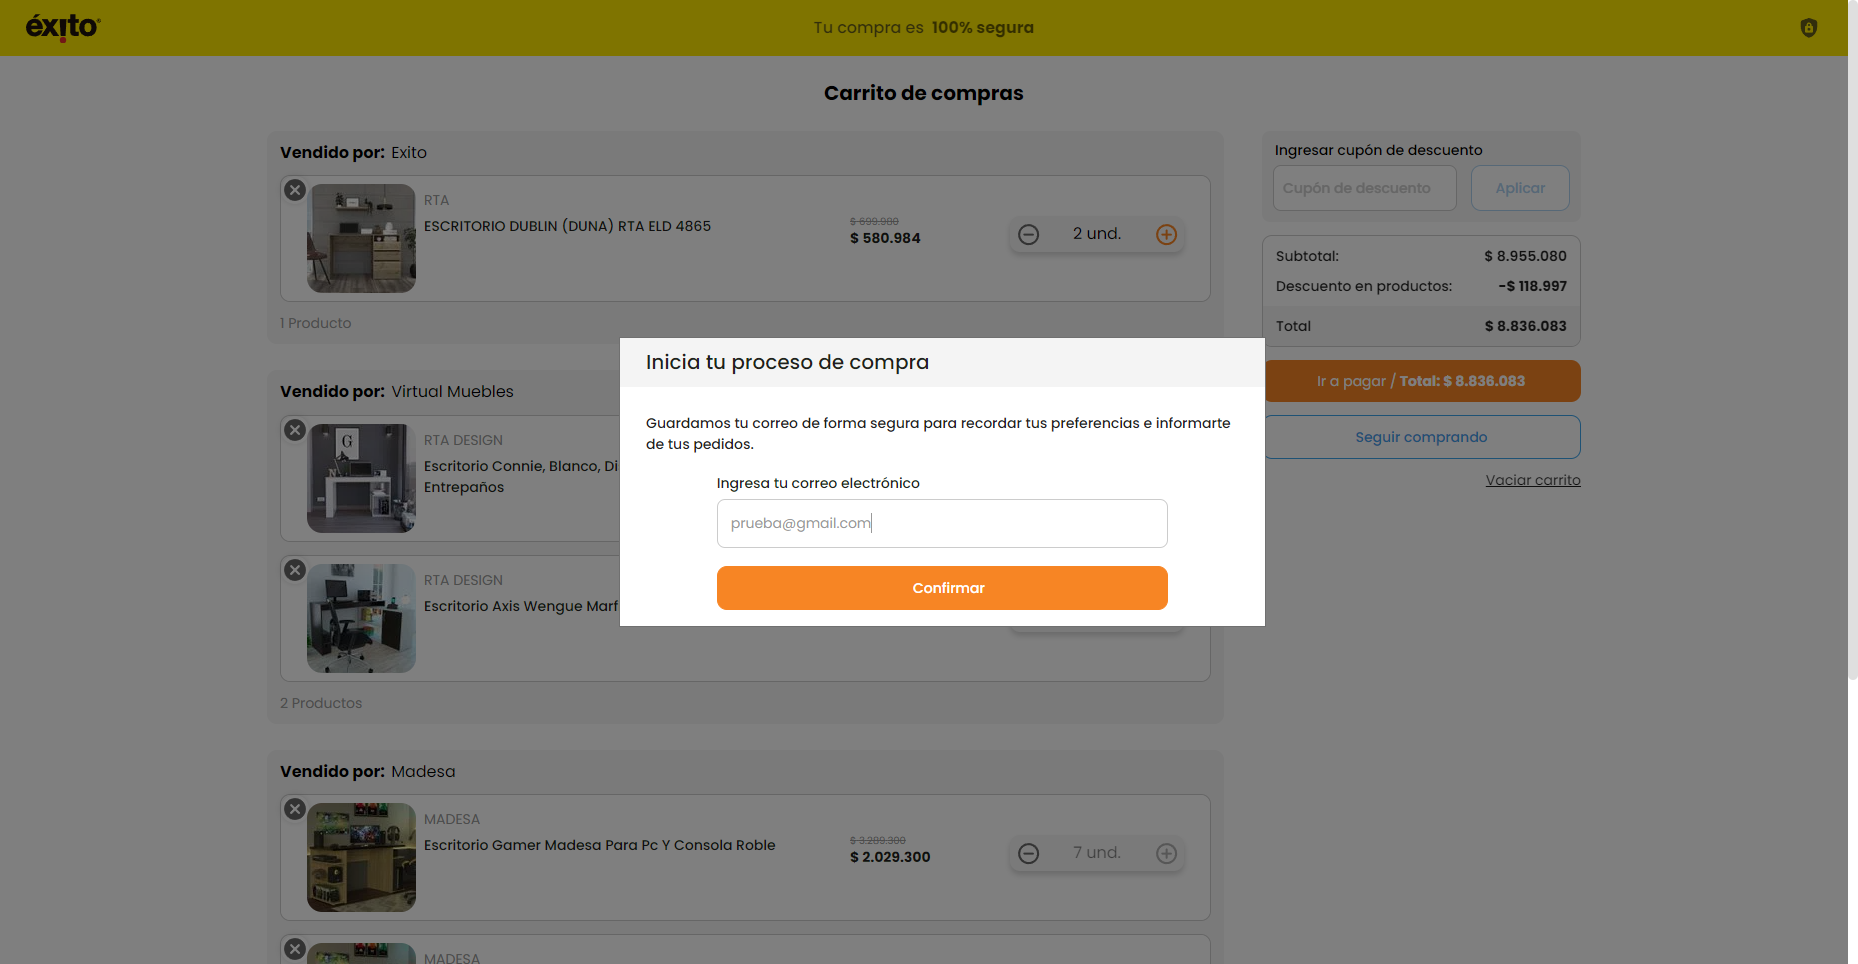 éxito
Tu compra es 100% segura
Carrito de compras
Vendido por: Exito
RTA
ESCRITORIO DUBLIN (DUNA) RTA ELD 4865
$ 699.980
$ 580.984
2 und.
1 Producto
Ingresar cupón de descuento
Cupón de descuento
Aplicar
Subtotal: $ 8.955.080
Descuento en productos: -$ 118.997
Total $ 8.836.083
Ir a pagar / Total: $ 8.836.083
Seguir comprando
Vaciar carrito
Inicia tu proceso de compra
Guardamos tu correo de forma segura para recordar tus preferencias e informarte
de tus pedidos.
Ingresa tu correo electrónico
prueba@gmail.com
Confirmar
Vendido por: Virtual Muebles
G
N
RTA DESIGN
Escritorio Connie, Blanco, Di
Entrepaños
RTA DESIGN
Escritorio Axis Wengue Marf
2 Productos
Vendido por: Madesa
MADESA
Escritorio Gamer Madesa Para Pc Y Consola Roble
$ 2.029.300
7 und.
MADESA